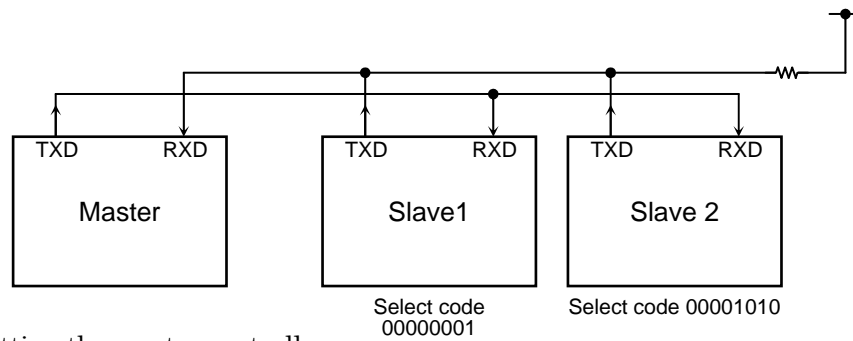 TXD RXD TXD RXD TXD RXD
Master Slave1 Slave 2
Select code
00000001
Select code 00001010